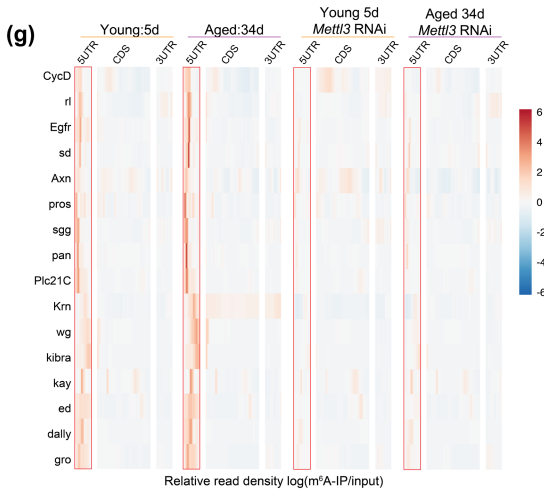 (g)
Young:5d
Aged:34d
Young 5d
Mettl3 RNAi
Aged 34d
Mettl3 RNAi
5UTR CDS 3UTR 5UTR CDS 3UTR 5UTR CDS 3UTR 5UTR CDS 3UTR
CycD
rl
Egfr
sd
Axn
pros
sgg
pan
Plc21C
Krn
wg
kibra
kay
ed
dally
gro
6
4
2
0
-2
-4
-6
Relative read density log(m⁶A-IP/input)